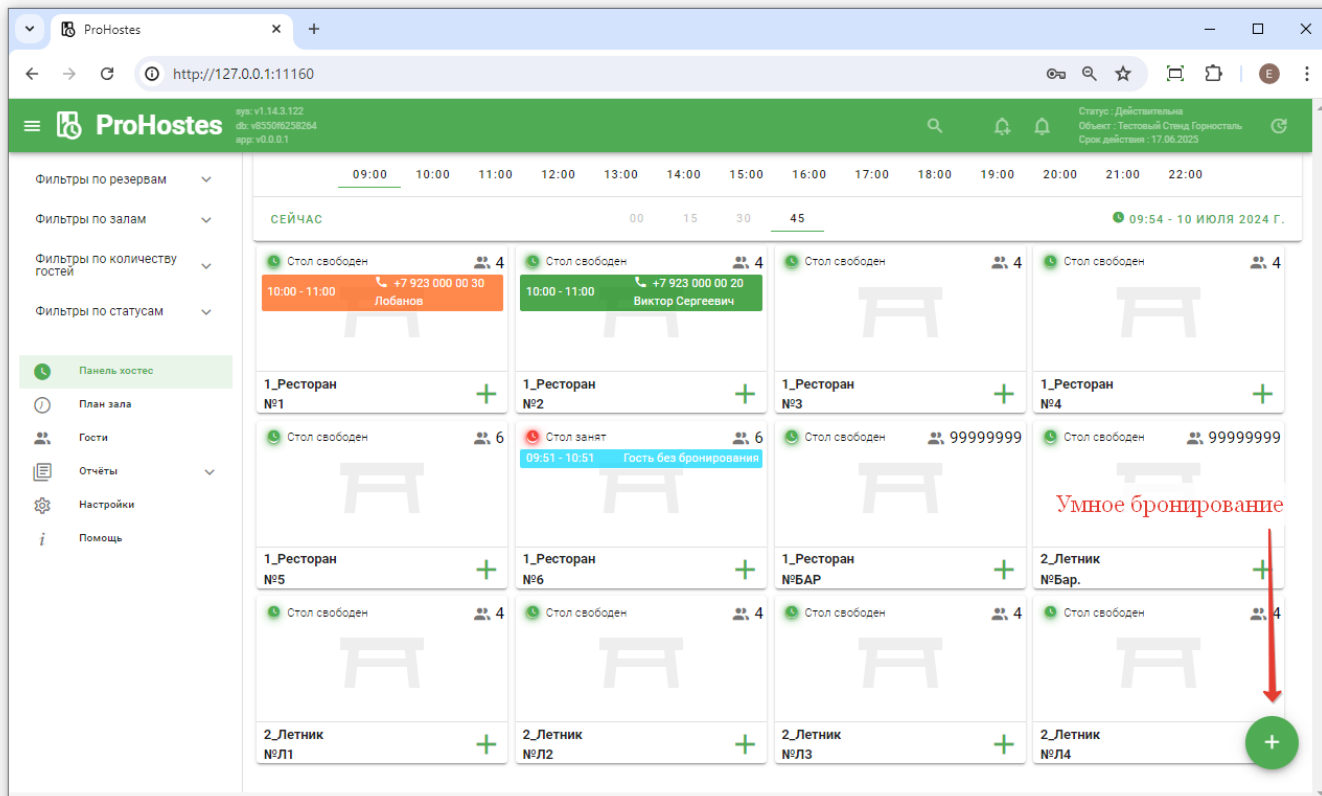 ProHostes
http://127.0.0.1:11160
E
ProHostes
sys: v1.14.3.122
db: v8550f6258264
app: v0.0.0.1
Статус : Действительна
Объект : Тестовый Стенд Горносталь
Срок действия : 17.06.2025
Фильтры по резервам
Фильтры по залам
Фильтры по количеству
гостей
Фильтры по статусам
Панель хостес
План зала
Гости
Отчёты
Настройки
Помощь
09:00 10:00 11:00 12:00 13:00 14:00 15:00 16:00 17:00 18:00 19:00 20:00 21:00 22:00
СЕЙЧАС 00 15 30 45 09:54 - 10 ИЮЛЯ 2024 Г.
Стол свободен 4 Стол свободен 4 Стол свободен 4 Стол свободен 4
10:00 - 11:00 +7 923 000 00 30 10:00 - 11:00 +7 923 000 00 20
Лобанов Виктор Сергеевич
1_Ресторан 1_Ресторан 1_Ресторан 1_Ресторан
№1 №2 №3 №4
Стол свободен 6 Стол занят 6 Стол свободен 99999999 Стол свободен 99999999
09:51 - 10:51 Гость без бронирования
Умное бронирование
1_Ресторан 1_Ресторан 1_Ресторан 2_Летник
№5 №6 №БАР №Бар.
Стол свободен 4 Стол свободен 4 Стол свободен 4 Стол свободен 4
2_Летник 2_Летник 2_Летник 2_Летник
№Л1 №Л2 №Л3 №Л4